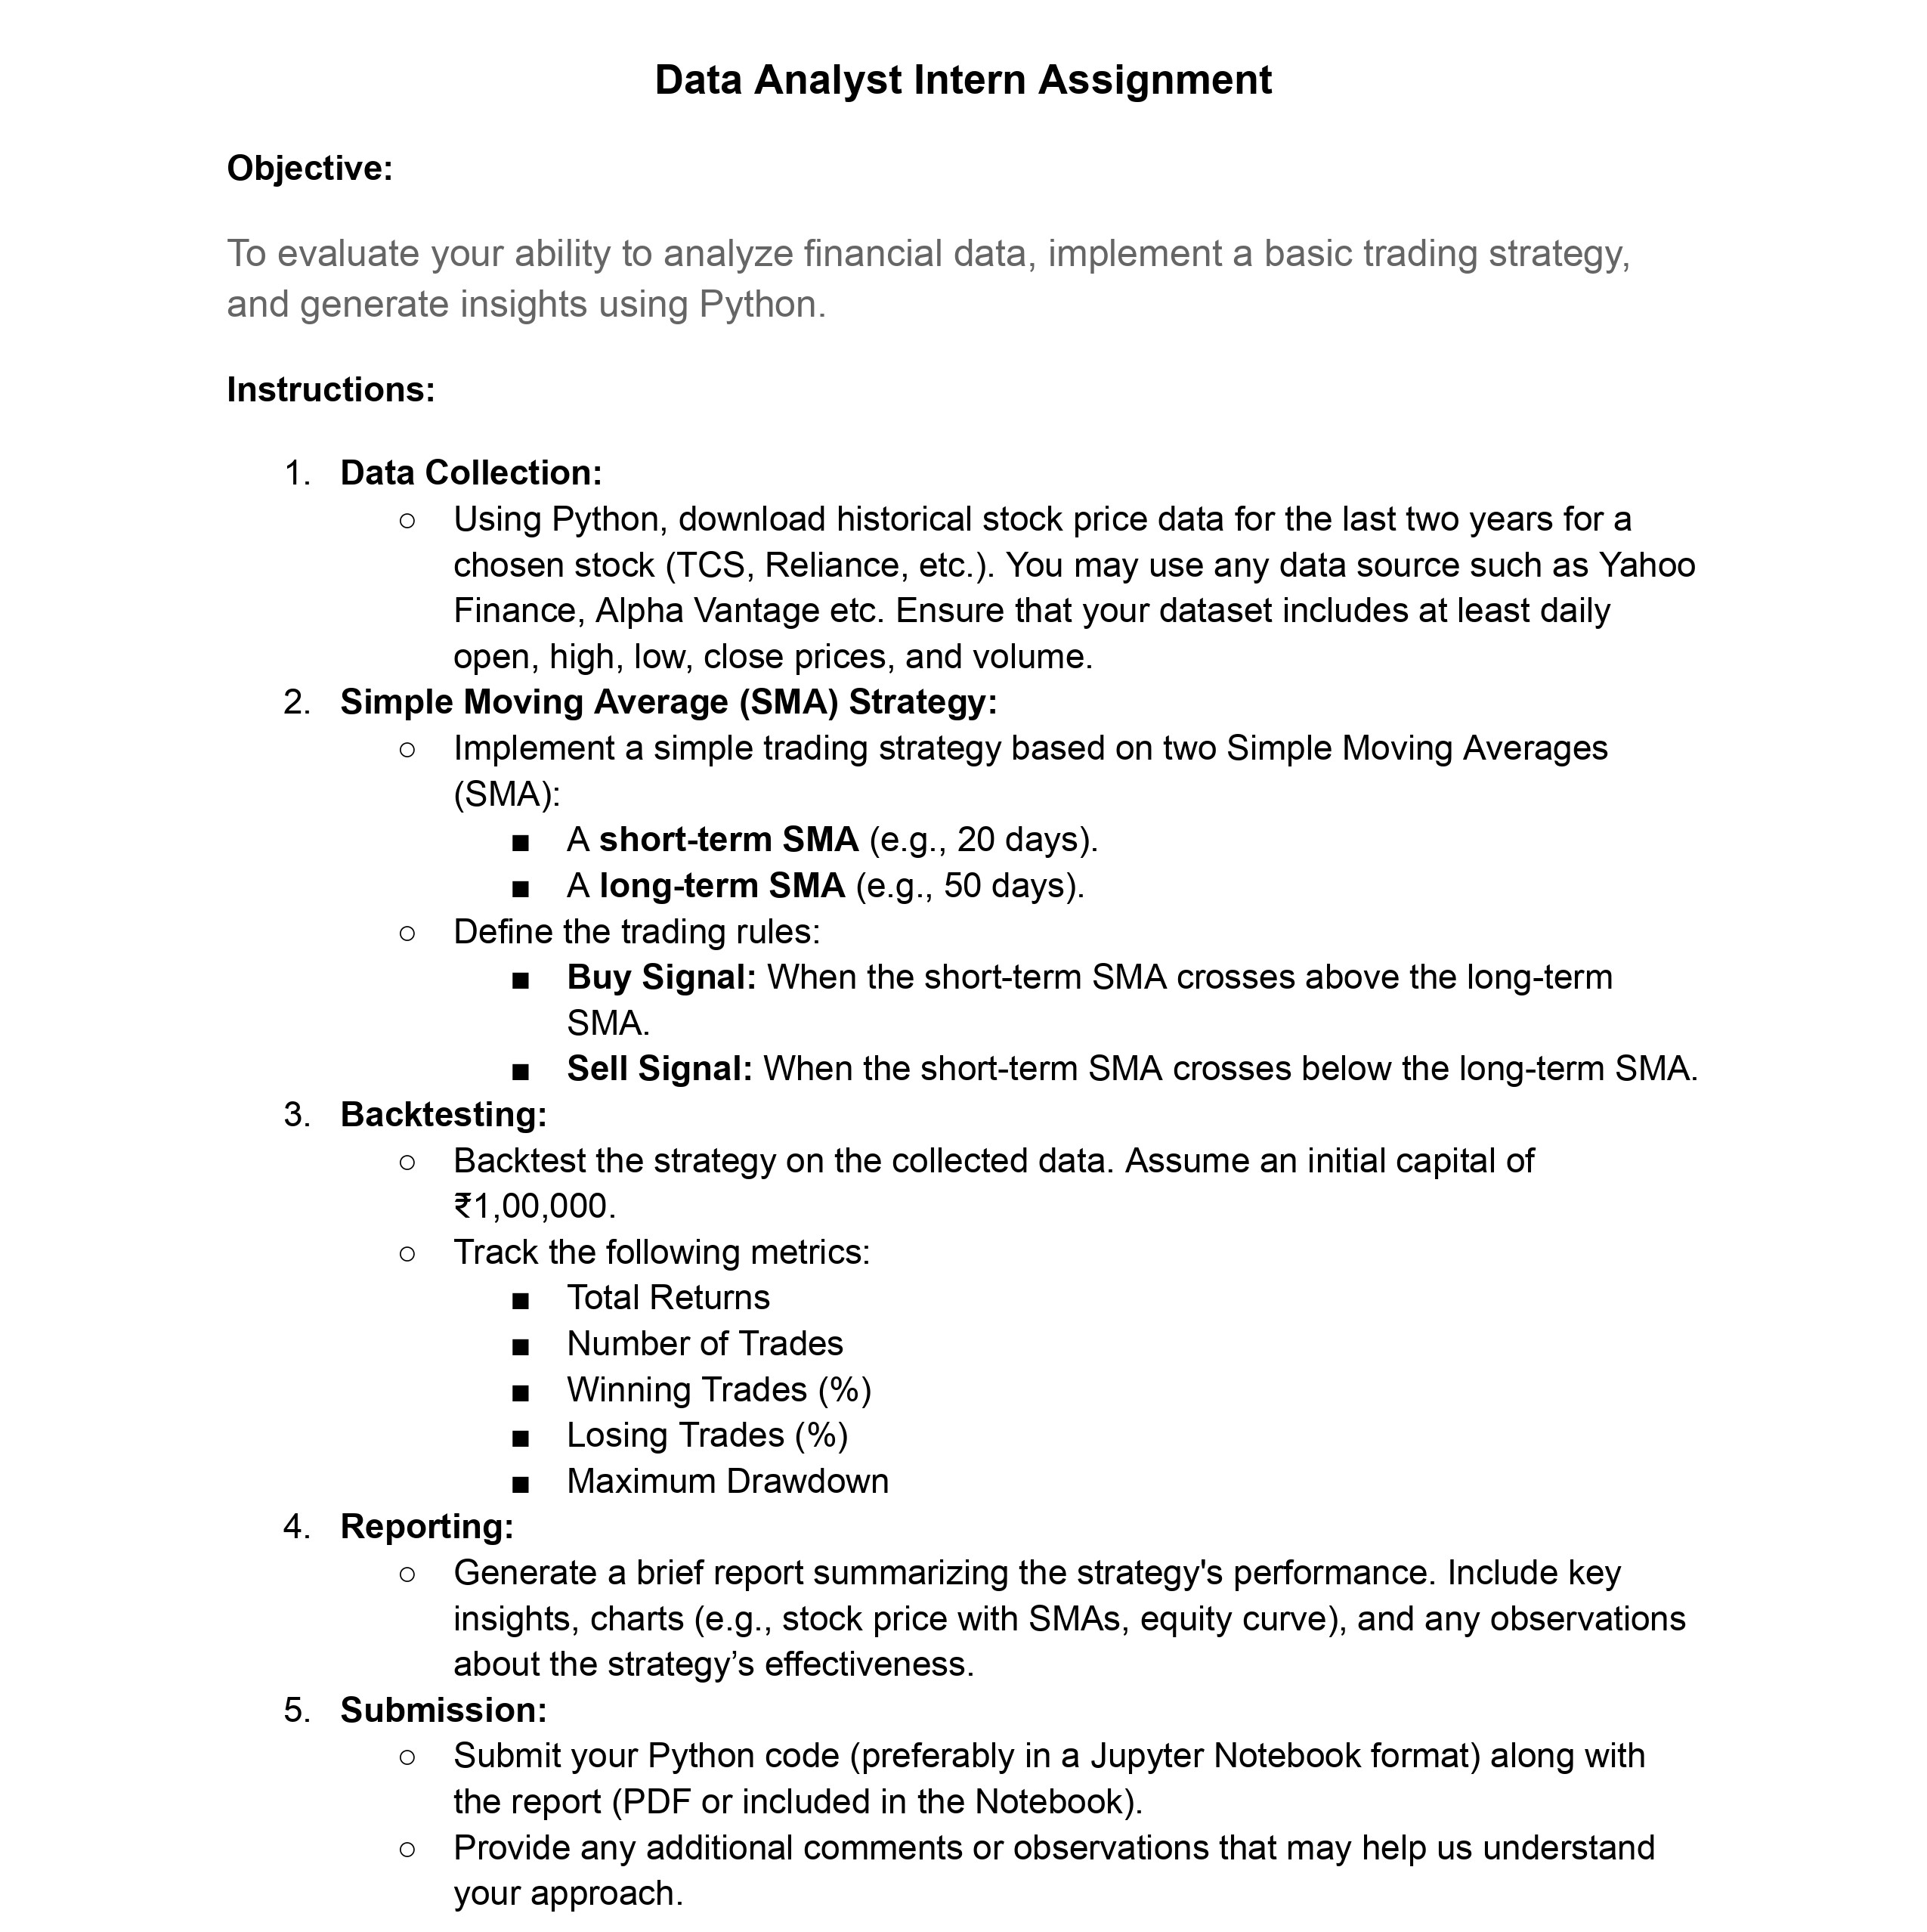 Data Analyst Intern Assignment
Objective:
To evaluate your ability to analyze financial data, implement a basic trading strategy,
and generate insights using Python.
Instructions:
1. Data Collection:
○ Using Python, download historical stock price data for the last two years for a
chosen stock (TCS, Reliance, etc.). You may use any data source such as Yahoo
Finance, Alpha Vantage etc. Ensure that your dataset includes at least daily
open, high, low, close prices, and volume.
2. Simple Moving Average (SMA) Strategy:
○ Implement a simple trading strategy based on two Simple Moving Averages
(SMA):
■ A short-term SMA (e.g., 20 days).
■ A long-term SMA (e.g., 50 days).
○ Define the trading rules:
■ Buy Signal: When the short-term SMA crosses above the long-term
SMA.
■ Sell Signal: When the short-term SMA crosses below the long-term SMA.
3. Backtesting:
○ Backtest the strategy on the collected data. Assume an initial capital of
₹1,00,000.
○ Track the following metrics:
■ Total Returns
■ Number of Trades
■ Winning Trades (%)
■ Losing Trades (%)
■ Maximum Drawdown
4. Reporting:
○ Generate a brief report summarizing the strategy's performance. Include key
insights, charts (e.g., stock price with SMAs, equity curve), and any observations
about the strategy’s effectiveness.
5. Submission:
○ Submit your Python code (preferably in a Jupyter Notebook format) along with
the report (PDF or included in the Notebook).
○ Provide any additional comments or observations that may help us understand
your approach.